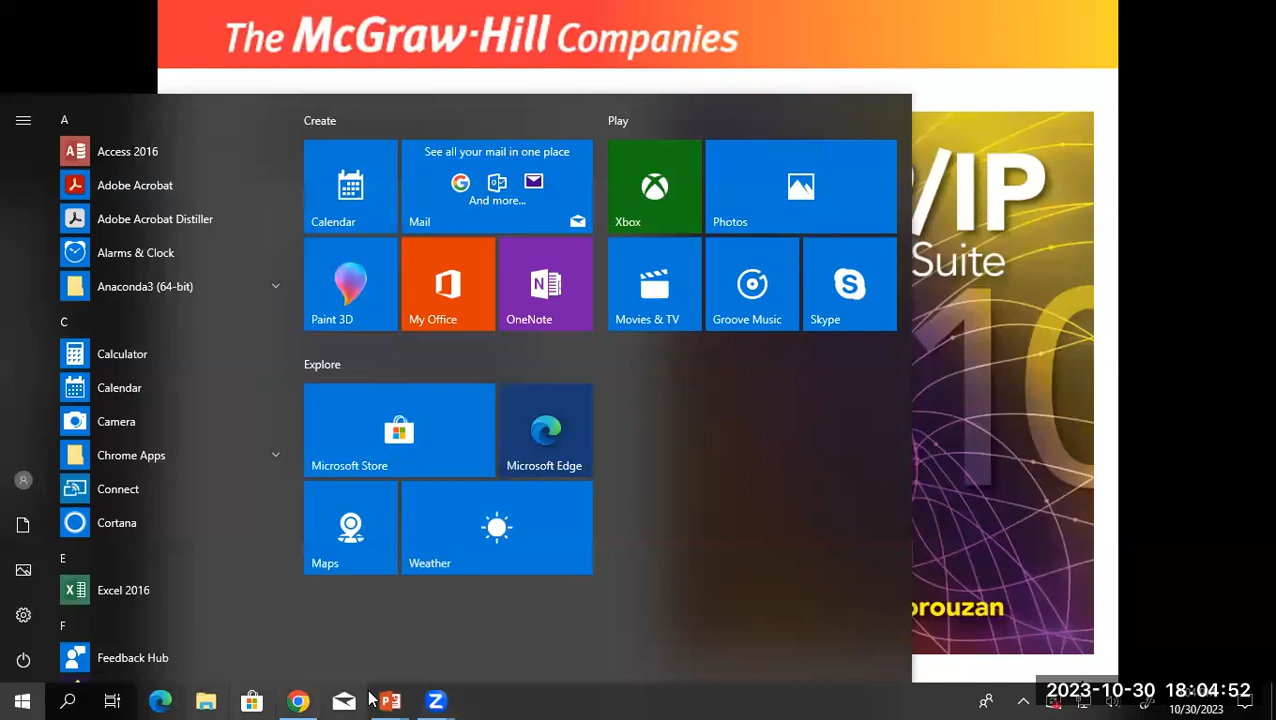 The McGraw·Hill Companies
A
Access 2016
Adobe Acrobat
Adobe Acrobat Distiller
Alarms & Clock
Anaconda3 (64-bit)
C
Calculator
Calendar
Camera
Chrome Apps
Connect
Cortana
E
Excel 2016
F
Feedback Hub
Create
Calendar
See all your mail in one place
And more...
Mail
Paint 3D
My Office
OneNote
Explore
Microsoft Store
Microsoft Edge
Maps
Weather
Play
Xbox
Photos
Movies & TV
Groove Music
Skype
/IP
Suite
10
orouzan
2023-10-30 18:04:52
10/30/2023